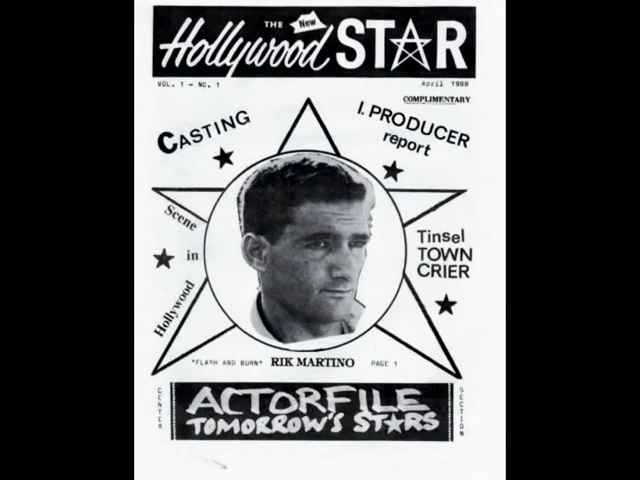 THE New
Hollywood STAR
VOL. 1 - NO. 1
April 1988
COMPLIMENTARY
CASTING
I. PRODUCER
report
Scene
in
Hollywood
Tinsel
TOWN
CRIER
"FLASH AND BURN" RIK MARTINO PAGE 1
CENTER
ACTORFILE
TOMORROW'S STARS
SECTION